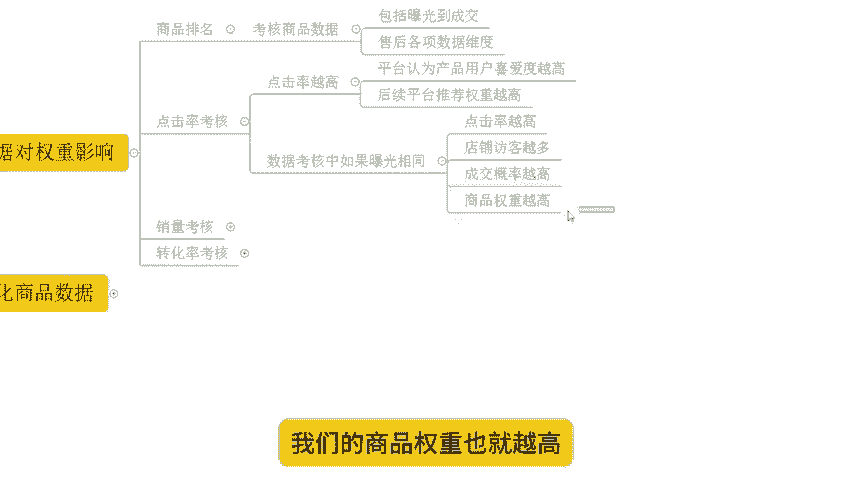 包括曝光到成交
商品排名
考核商品数据
售后各项数据维度
平台认为产品用户喜爱度越高
点击率越高
后续平台推荐权重越高
点击率考核
点击率越高
店铺访客越多
据对权重影响
数据考核中如果曝光相同
成交概率越高
商品权重越高
销量考核
转化率考核
化商品数据
我们的商品权重也就越高